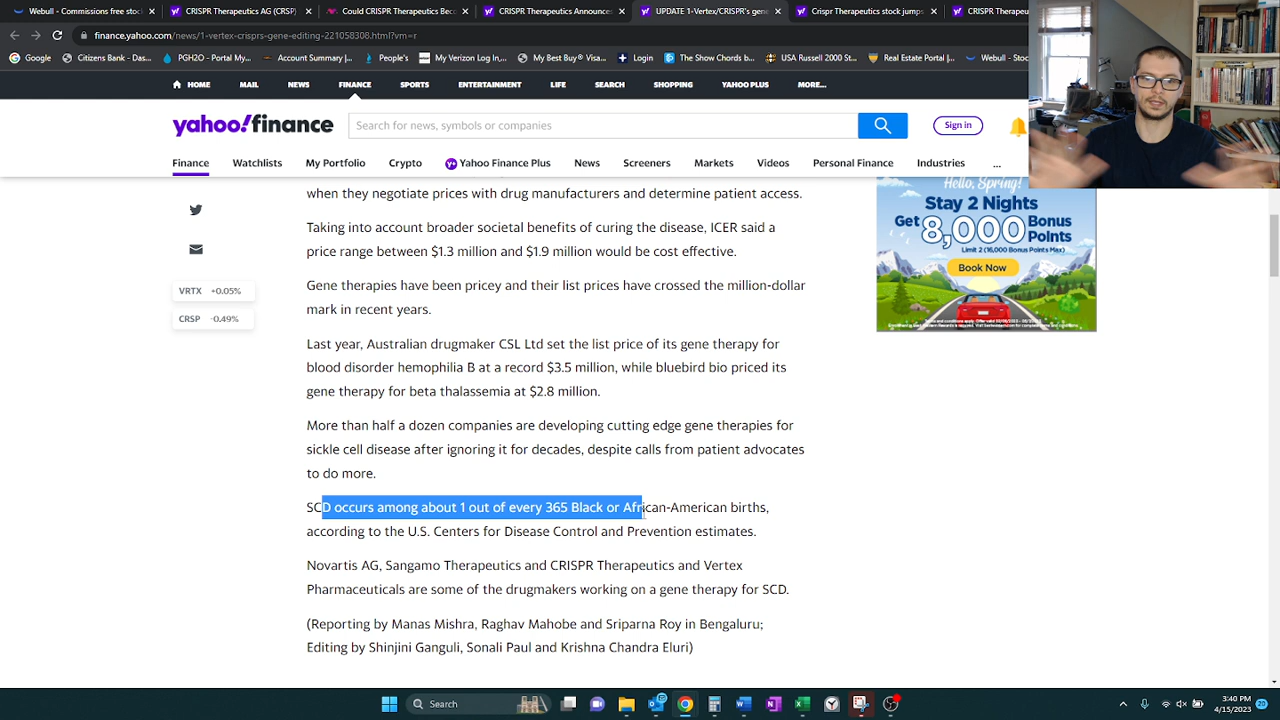 Webull - Commissions free stoc
CRISPR Therapeutics AG (CRSP)
Could CRISPR Therapeutics Bec
UPDATE 1-Vertex, CRISPR's gene
Crispr Therapeutics stock jumps
CRISPR Therapeu
nce.yahoo.com/news/1-vertex-crisprs-gene-editing-
.html?vm=r
Google
Citizens Bank - Das...
PGH2O - Portal My...
Account Summary -...
People's
My Verizon Log In,...
My Best Buy® Visa...
Login
The Show Chords b...
USA Russell 2000 St...
Real Estate Portal |...
Webull - Stoc
HOME
MAIL
NEWS
FINANCE
SPORTS
ENTERTAINMENT
LIFE
SEARCH
SHOPPING
YAHOO PLUS
MORE...
yahoo!finance
Search for news, symbols or companies
Sign in
Finance
Watchlists
My Portfolio
Crypto
Yahoo Finance Plus
News
Screeners
Markets
Videos
Personal Finance
Industries
...
when they negotiate prices with drug manufacturers and determine patient access.
Taking into account broader societal benefits of curing the disease, ICER said a
price range between $1.3 million and $1.9 million would be cost effective.
Gene therapies have been pricey and their list prices have crossed the million-dollar
mark in recent years.
Last year, Australian drugmaker CSL Ltd set the list price of its gene therapy for
blood disorder hemophilia B at a record $3.5 million, while bluebird bio priced its
gene therapy for beta thalassemia at $2.8 million.
More than half a dozen companies are developing cutting edge gene therapies for
sickle cell disease after ignoring it for decades, despite calls from patient advocates
to do more.
SCD occurs among about 1 out of every 365 Black or African-American births,
according to the U.S. Centers for Disease Control and Prevention estimates.
Novartis AG, Sangamo Therapeutics and CRISPR Therapeutics and Vertex
Pharmaceuticals are some of the drugmakers working on a gene therapy for SCD.
(Reporting by Manas Mishra, Raghav Mahobe and Sriparna Roy in Bengaluru;
Editing by Shinjini Ganguli, Sonali Paul and Krishna Chandra Eluri)
VRTX +0.05%
CRSP -0.49%
Hello, Spring!
Stay 2 Nights
Get 8,000 Bonus Points
Limit 2 (16,000 Bonus Points Max)
Book Now
Search
3:40 PM
4/15/2023
20